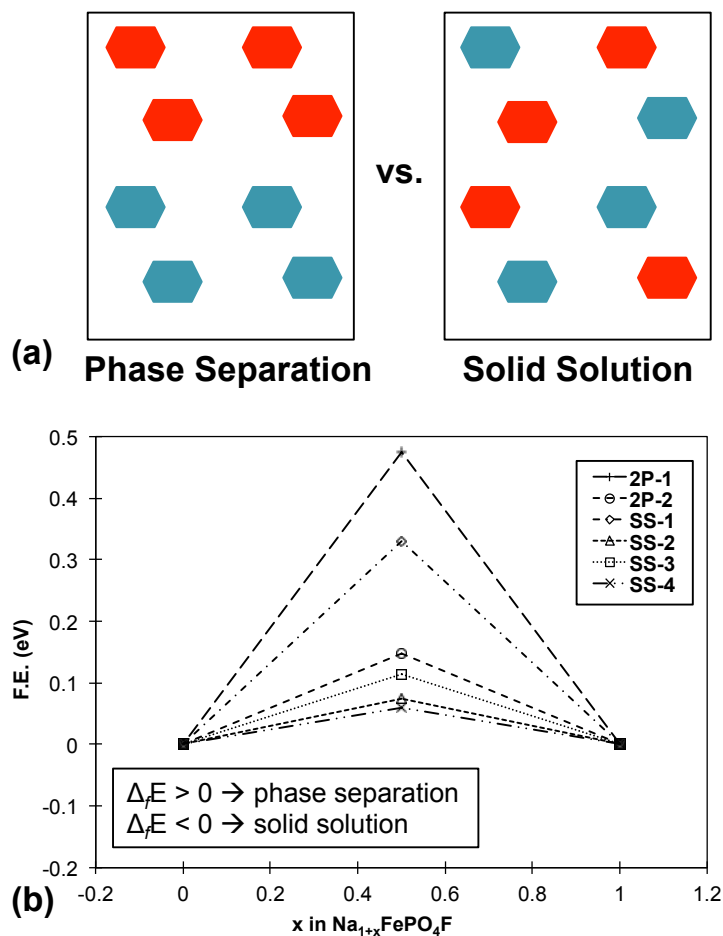 vs.
(a)
Phase Separation
Solid Solution
0.5
0.4
0.3
0.2
0.1
0
-0.1
-0.2
F.E. (eV)
2P-1
2P-2
SS-1
SS-2
SS-3
SS-4
ΔfE > 0 → phase separation
ΔfE < 0 → solid solution
-0.2 0 0.2 0.4 0.6 0.8 1 1.2
(b)
x in Na1+xFePO4F